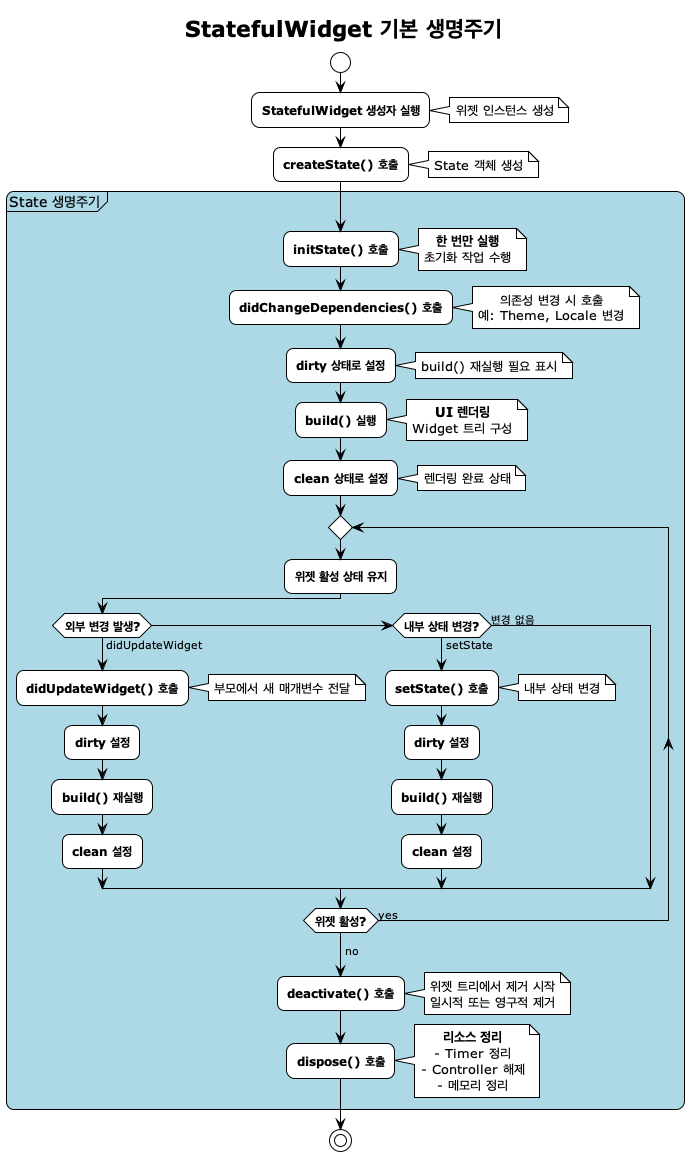 StatefulWidget 기본 생명주기
StatefulWidget 생성자 실행
위젯 인스턴스 생성
createState() 호출
State 객체 생성
State 생명주기
initState() 호출
한 번만 실행
초기화 작업 수행
didChangeDependencies() 호출
의존성 변경 시 호출
예: Theme, Locale 변경
dirty 상태로 설정
build() 재실행 필요 표시
build() 실행
UI 렌더링
Widget 트리 구성
clean 상태로 설정
렌더링 완료 상태
위젯 활성 상태 유지
외부 변경 발생?
didUpdateWidget
내부 상태 변경?
변경 없음
setState
didUpdateWidget() 호출
부모에서 새 매개변수 전달
setState() 호출
내부 상태 변경
dirty 설정
dirty 설정
build() 재실행
build() 재실행
clean 설정
clean 설정
위젯 활성?
yes
no
deactivate() 호출
위젯 트리에서 제거 시작
일시적 또는 영구적 제거
dispose() 호출
리소스 정리
- Timer 정리
- Controller 해제
- 메모리 정리